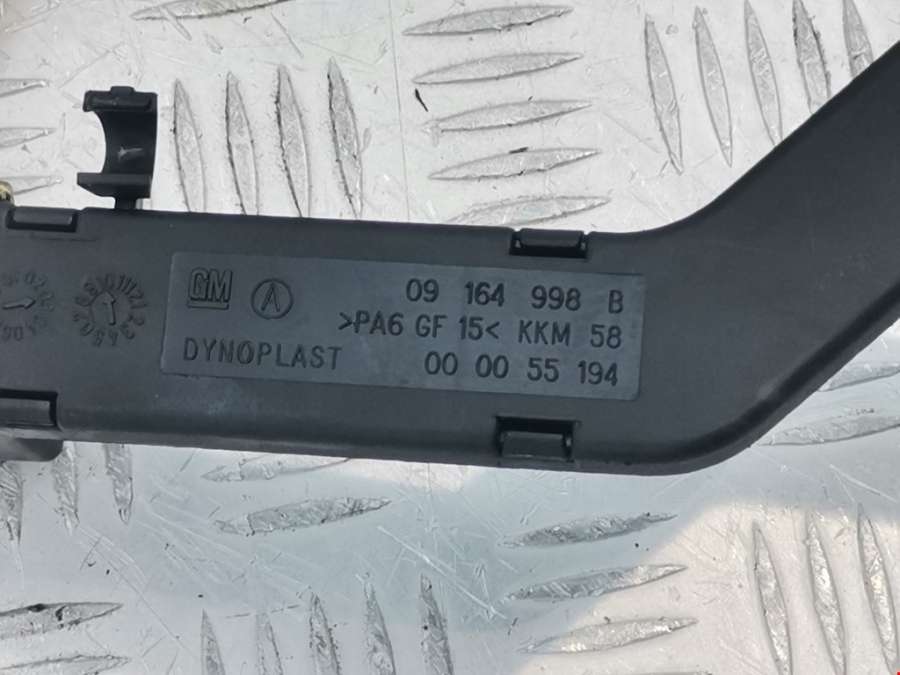 GM 09 164 998 B
>PA6 GF 15< KKM 58
DYNOPLAST 00 00 55 194